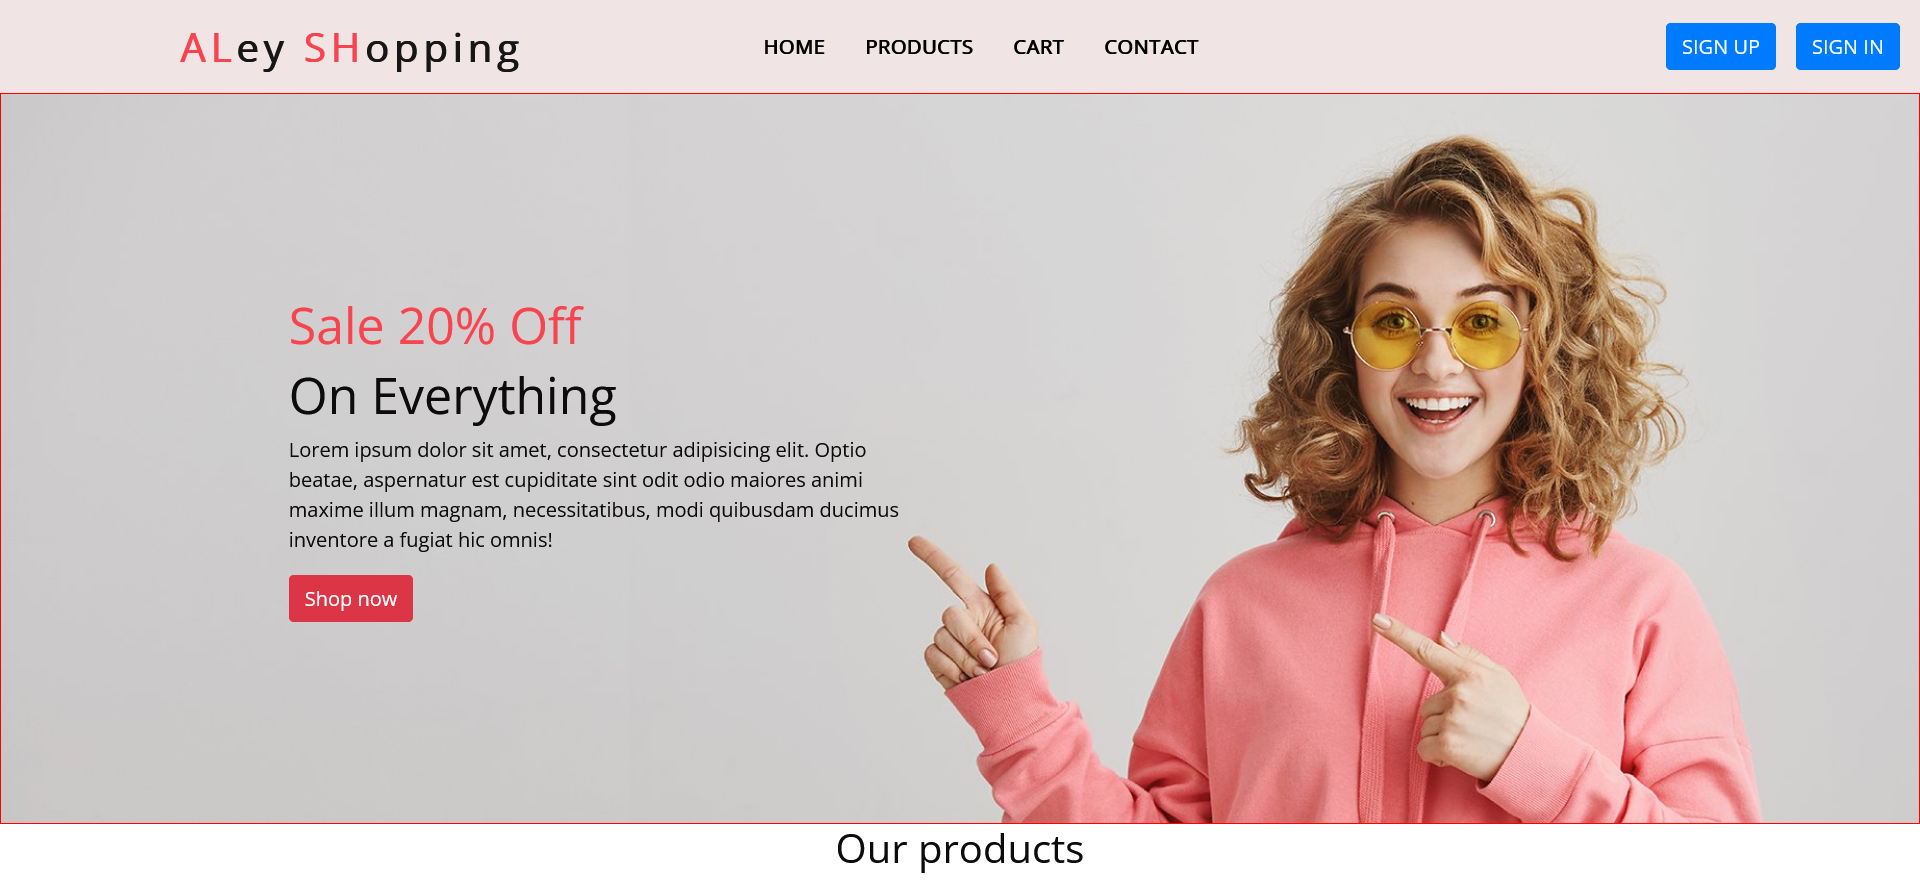 ALey SHopping
HOME PRODUCTS CART CONTACT
SIGN UP SIGN IN
Sale 20% Off
On Everything
Lorem ipsum dolor sit amet, consectetur adipisicing elit. Optio
beatae, aspernatur est cupiditate sint odit odio maiores animi
maxime illum magnam, necessitatibus, modi quibusdam ducimus
inventore a fugiat hic omnis!
Shop now
Our products